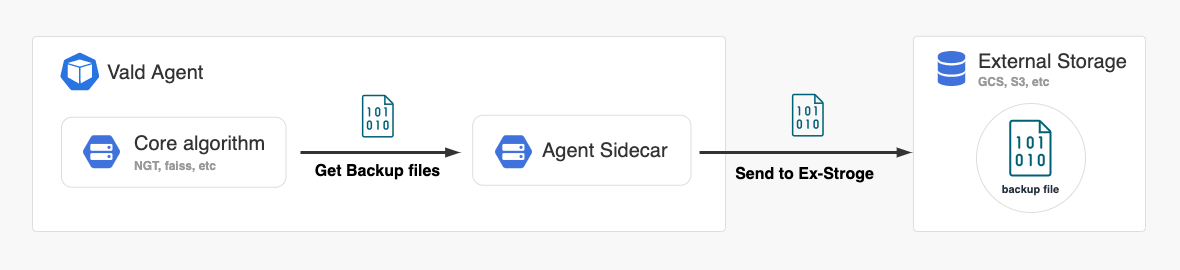 Vald Agent
Core algorithm
NGT, faiss, etc
101
010
Get Backup files
Agent Sidecar
101
010
Send to Ex-Stroge
External Storage
GCS, S3, etc
101
010
backup file